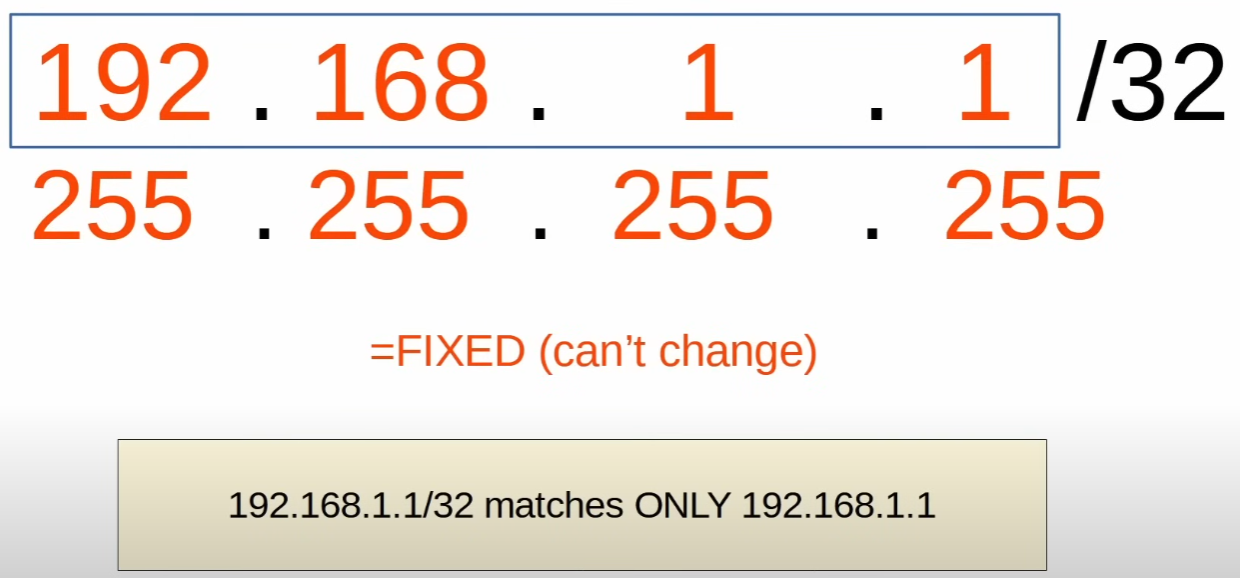 192 . 168 . 1 . 1 /32
255 . 255 . 255 . 255
=FIXED (can’t change)
192.168.1.1/32 matches ONLY 192.168.1.1